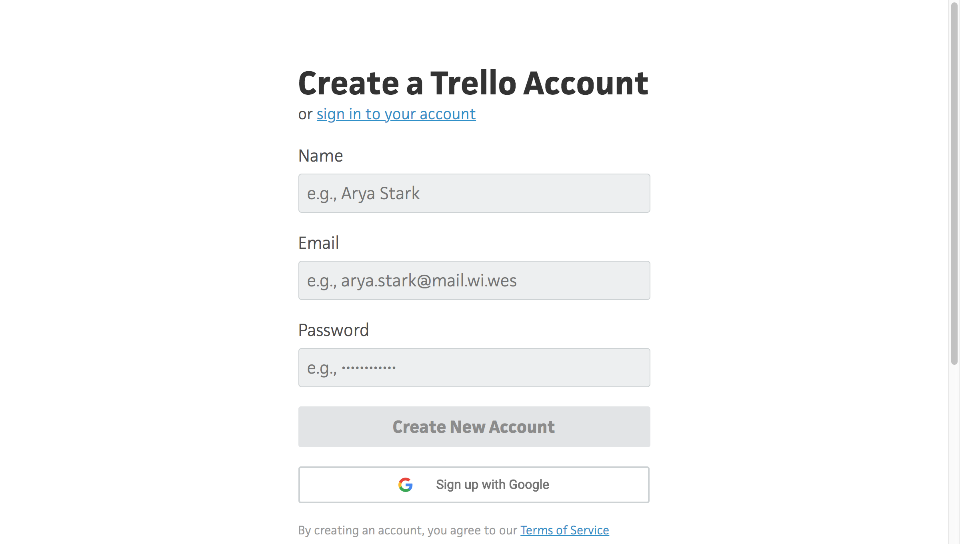 Create a Trello Account
or sign in to your account
Name
e.g., Arya Stark
Email
e.g., arya.stark@mail.wi.wes
Password
e.g., ············
Create New Account
Sign up with Google
By creating an account, you agree to our Terms of Service